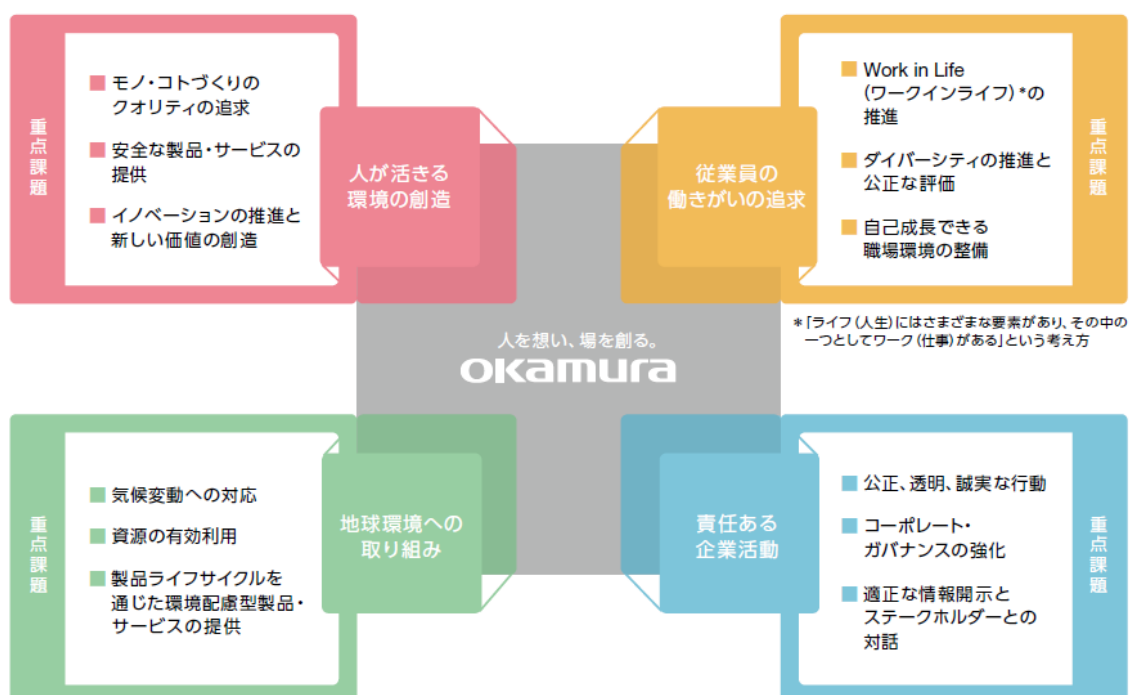 重点課題
■ モノ・コトづくりの
クオリティの追求
■ 安全な製品・サービスの
提供
■ イノベーションの推進と
新しい価値の創造
人が活きる
環境の創造
従業員の
働きがいの追求
■ Work in Life
(ワークインライフ)*の
推進
■ ダイバーシティの推進と
公正な評価
■ 自己成長できる
職場環境の整備
重点課題
*「ライフ(人生)にはさまざまな要素があり、その中の
一つとしてワーク(仕事)がある」という考え方
人を想い、場を創る。
okamura
重点課題
■ 気候変動への対応
■ 資源の有効利用
■ 製品ライフサイクルを
通じた環境配慮型製品・
サービスの提供
地球環境への
取り組み
責任ある
企業活動
■ 公正、透明、誠実な行動
■ コーポレート・
ガバナンスの強化
■ 適正な情報開示と
ステークホルダーとの
対話
重点課題